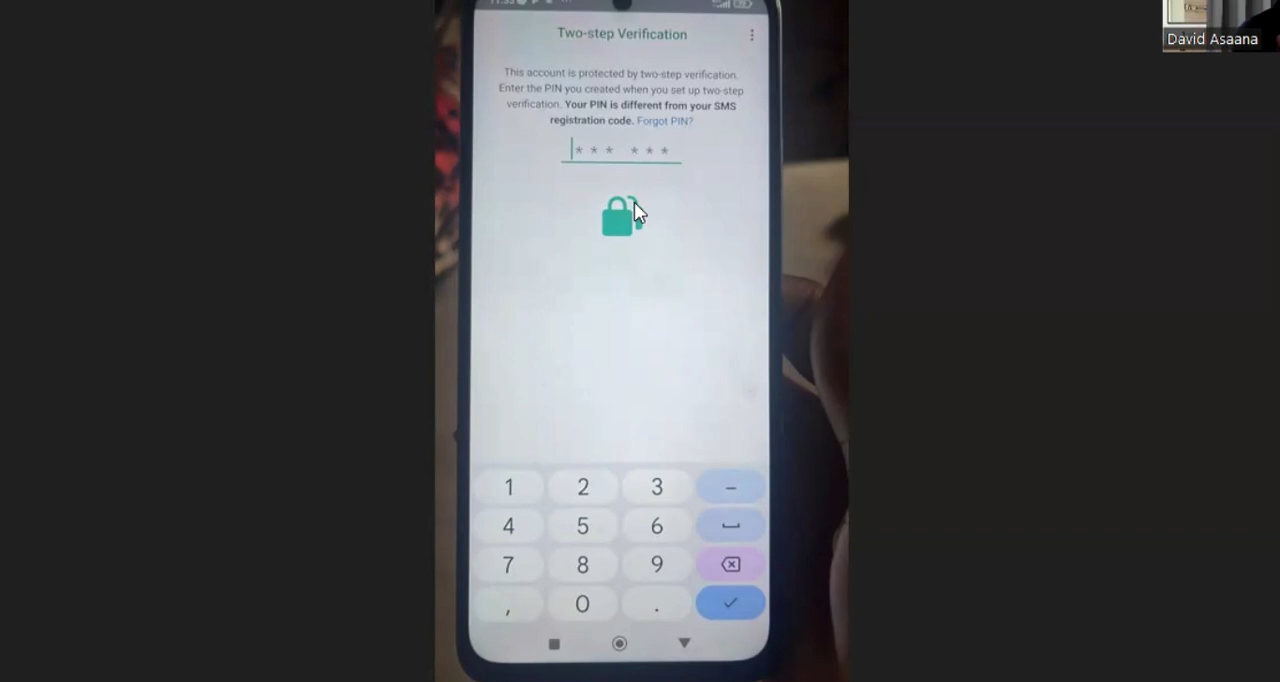 Two-step Verification
This account is protected by two-step verification.
Enter the PIN you created when you set up two-step
verification. Your PIN is different from your SMS
registration code. Forgot PIN?
* * * * * *
1 2 3 –
4 5 6
7 8 9
, 0 .
David Asaana